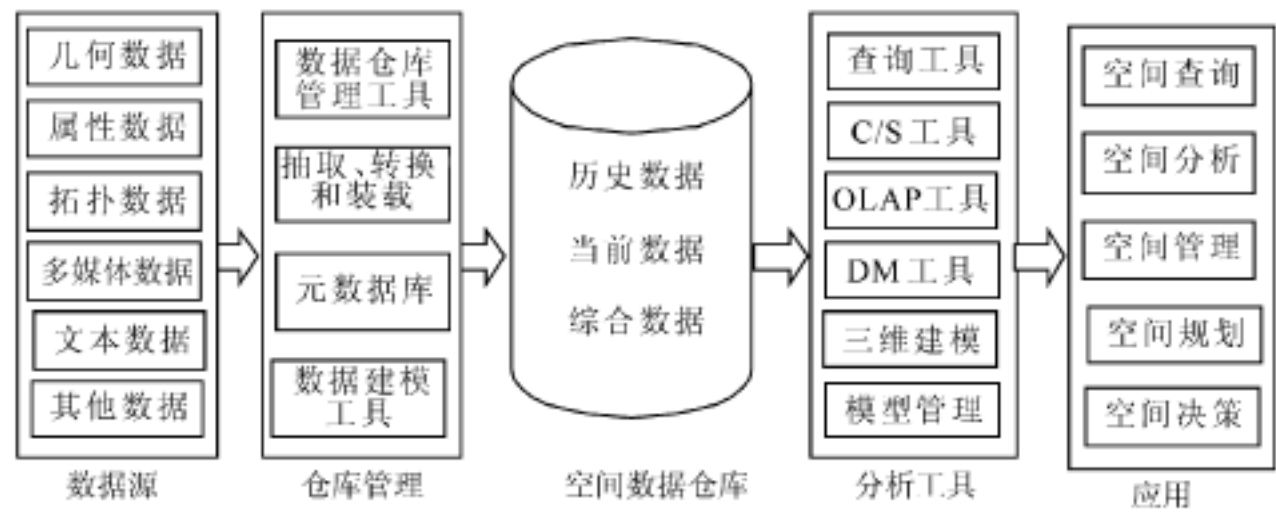 几何数据
属性数据
拓扑数据
多媒体数据
文本数据
其他数据
数据源
数据仓库
管理工具
抽取、转换
和装载
元数据库
数据建模
工具
仓库管理
历史数据
当前数据
综合数据
空间数据仓库
查询工具
C/S工具
OLAP工具
DM工具
三维建模
模型管理
分析工具
空间查询
空间分析
空间管理
空间规划
空间决策
应用